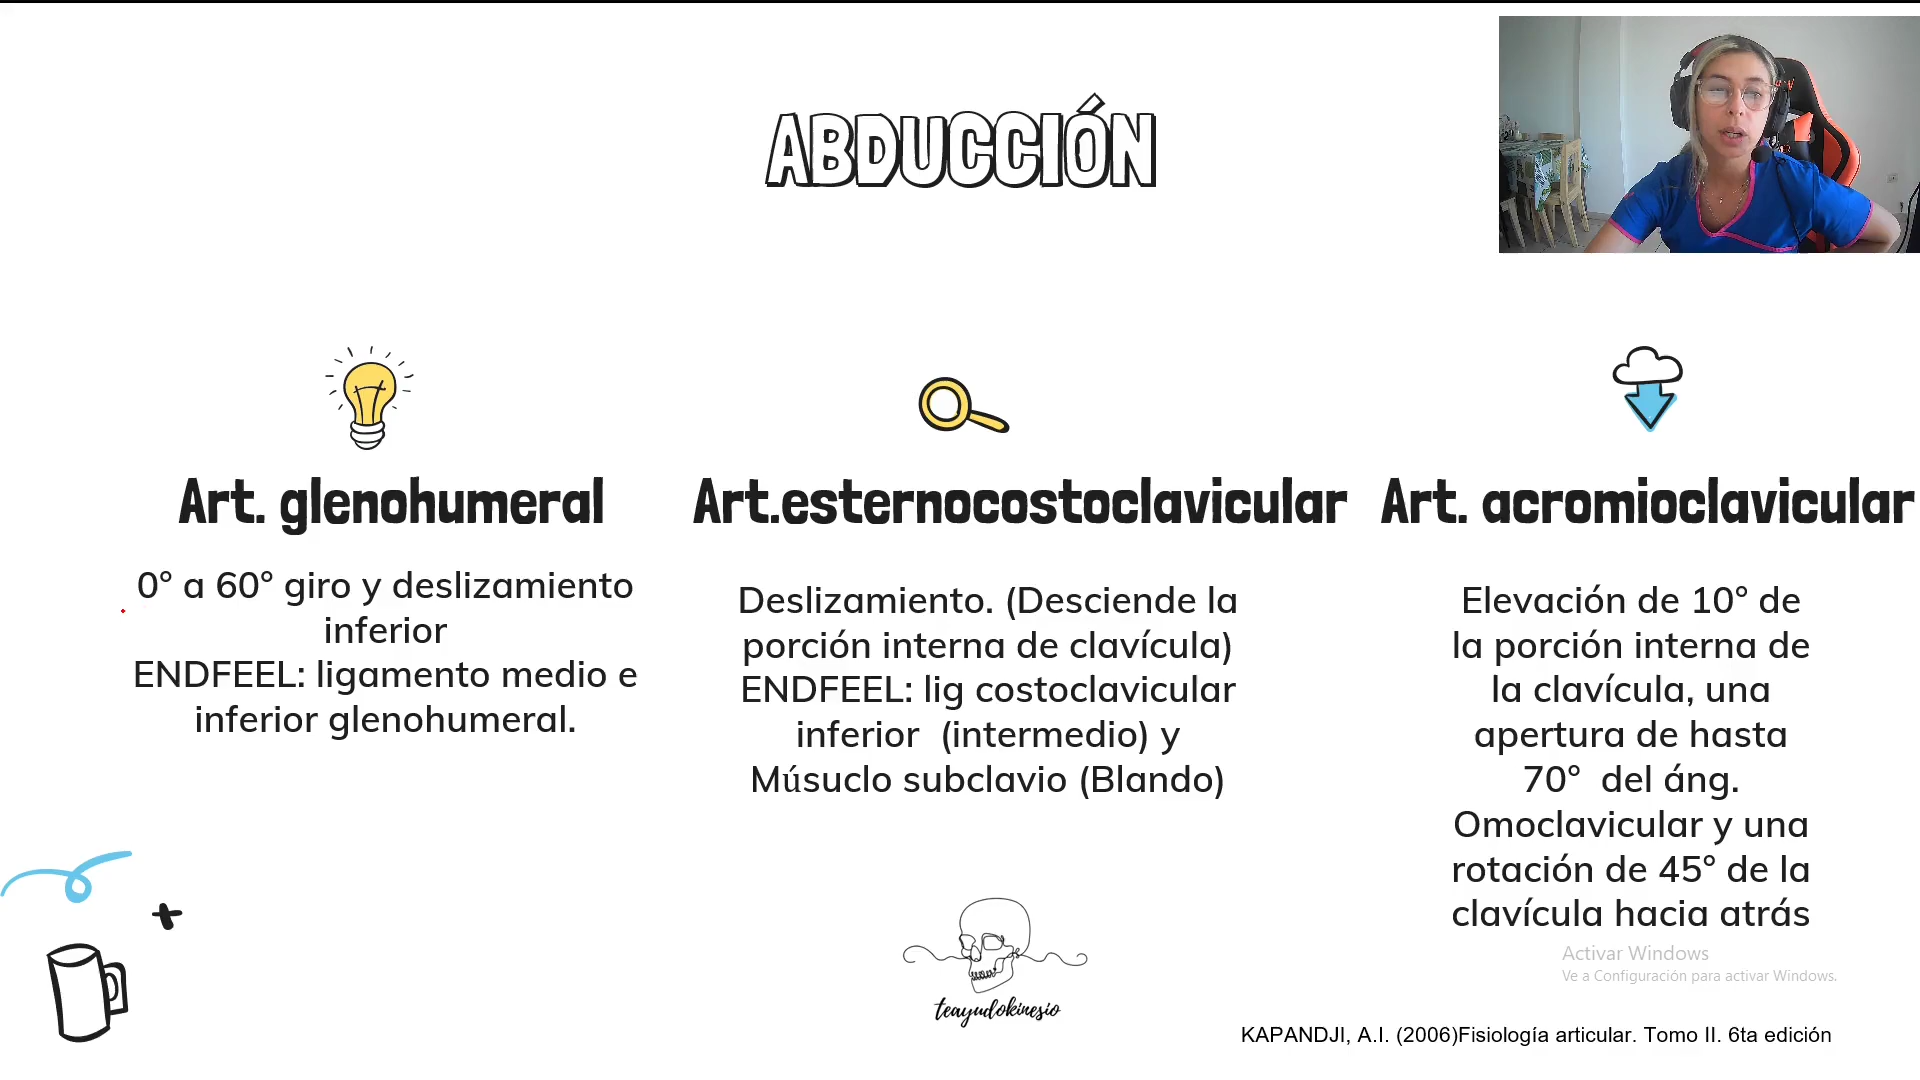 ABDUCCIÓN
Art. glenohumeral
0° a 60° giro y deslizamiento
inferior
ENDFEEL: ligamento medio e
inferior glenohumeral.
Art.esternocostoclavicular
Deslizamiento. (Desciende la
porción interna de clavícula)
ENDFEEL: lig costoclavicular
inferior  (intermedio) y
Músuclo subclavio (Blando)
Art. acromioclavicular
Elevación de 10° de
la porción interna de
la clavícula, una
apertura de hasta
70°  del áng.
Omoclavicular y una
rotación de 45° de la
clavícula hacia atrás
teayudokinesio
Activar Windows
Ve a Configuración para activar Windows.
KAPANDJI, A.I. (2006)Fisiología articular. Tomo II. 6ta edición